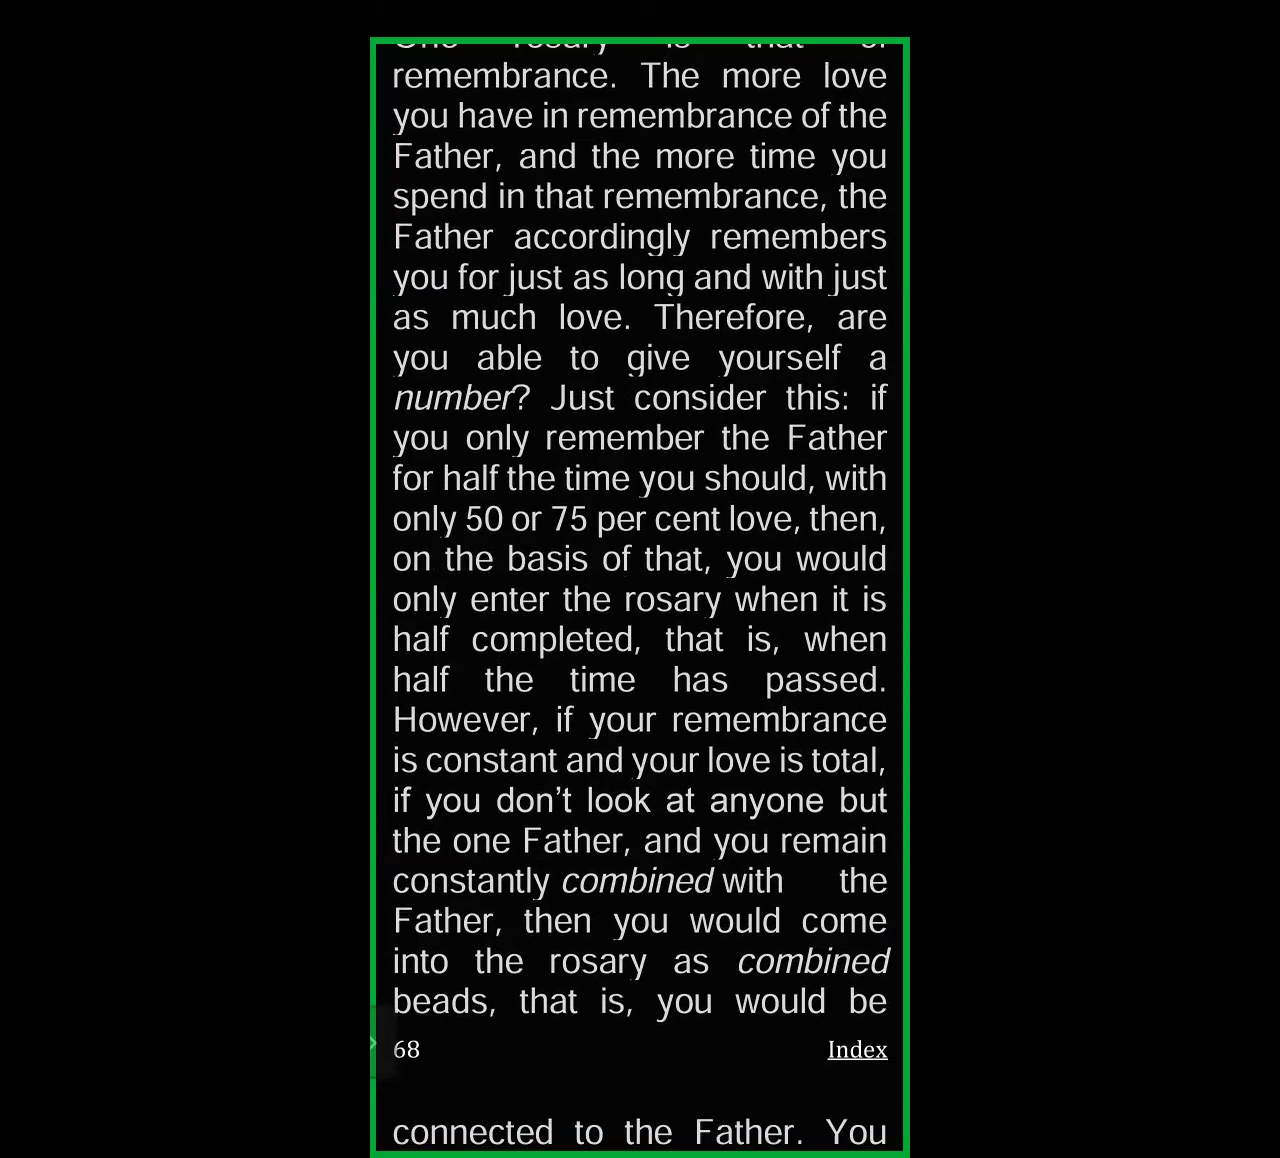 One rosary is that of
remembrance. The more love
you have in remembrance of the
Father, and the more time you
spend in that remembrance, the
Father accordingly remembers
you for just as long and with just
as much love. Therefore, are
you able to give yourself a
number? Just consider this: if
you only remember the Father
for half the time you should, with
only 50 or 75 per cent love, then,
on the basis of that, you would
only enter the rosary when it is
half completed, that is, when
half the time has passed.
However, if your remembrance
is constant and your love is total,
if you don’t look at anyone but
the one Father, and you remain
constantly combined with the
Father, then you would come
into the rosary as combined
beads, that is, you would be
68 Index
connected to the Father. You